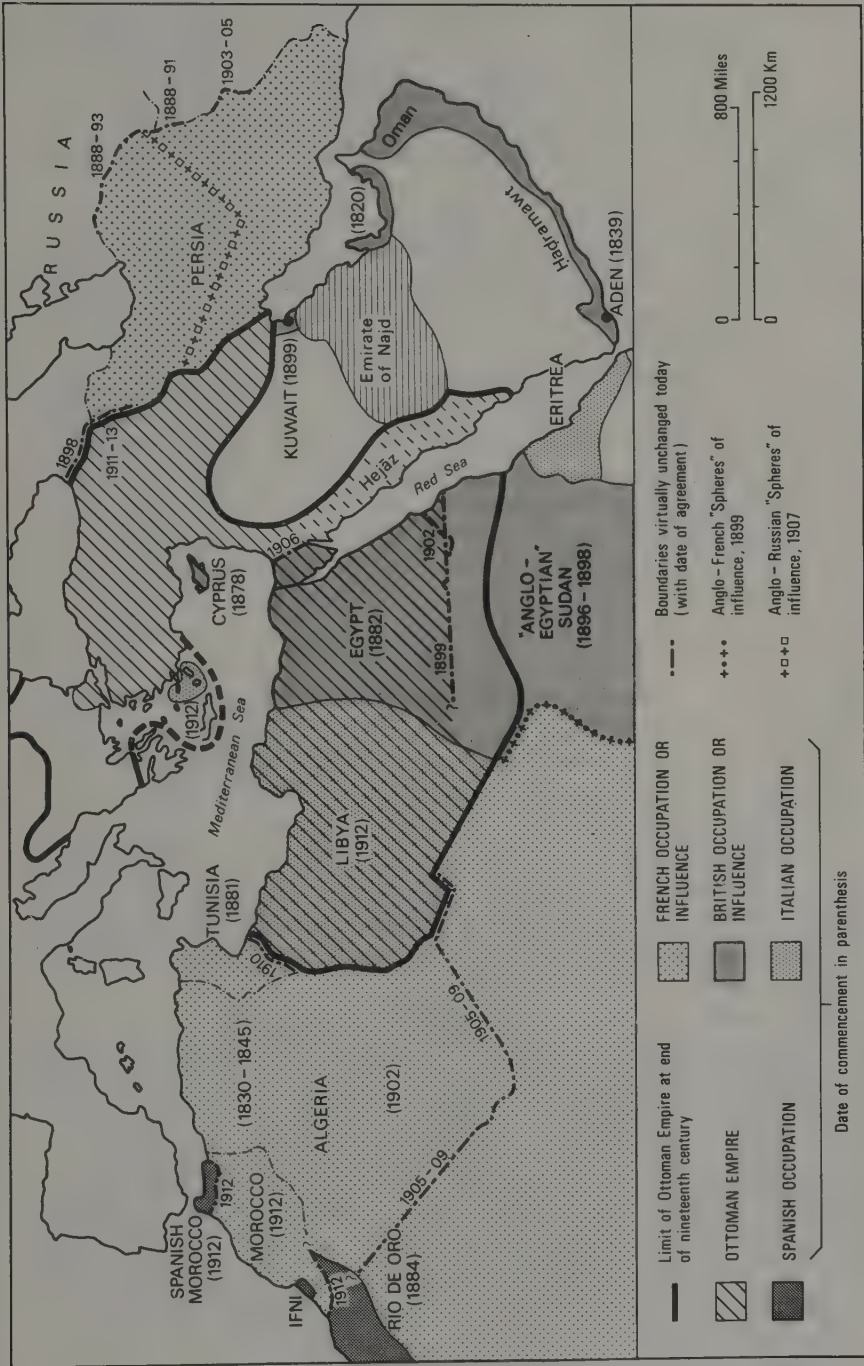 RUSSIA
1888-93
1888-91
1903-05
PERSIA
1898
1911-13
(1820)
Oman
Hadramawt
ADEN (1839)
KUWAIT (1899)
Emirate
of Najd
Hejāz
Red Sea
ERITREA
1906
CYPRUS
(1878)
(1912)
Mediterranean Sea
EGYPT
(1882)
1902
1899
?
"ANGLO-
EGYPTIAN"
SUDAN
(1896-1898)
LIBYA
(1912)
TUNISIA
(1881)
1910
(1830-1845)
ALGERIA
(1902)
1905-09
1905-09
SPANISH
MOROCCO
(1912)
1912
MOROCCO
(1912)
IFNI
1912
RIO DE ORO
(1884)
Limit of Ottoman Empire at end
of nineteenth century
OTTOMAN EMPIRE
SPANISH OCCUPATION
FRENCH OCCUPATION OR
INFLUENCE
BRITISH OCCUPATION OR
INFLUENCE
ITALIAN OCCUPATION
Date of commencement in parenthesis
Boundaries virtually unchanged today
(with date of agreement)
Anglo-French "Spheres" of
influence, 1899
Anglo-Russian "Spheres" of
influence, 1907
0 800 Miles
0 1200 Km